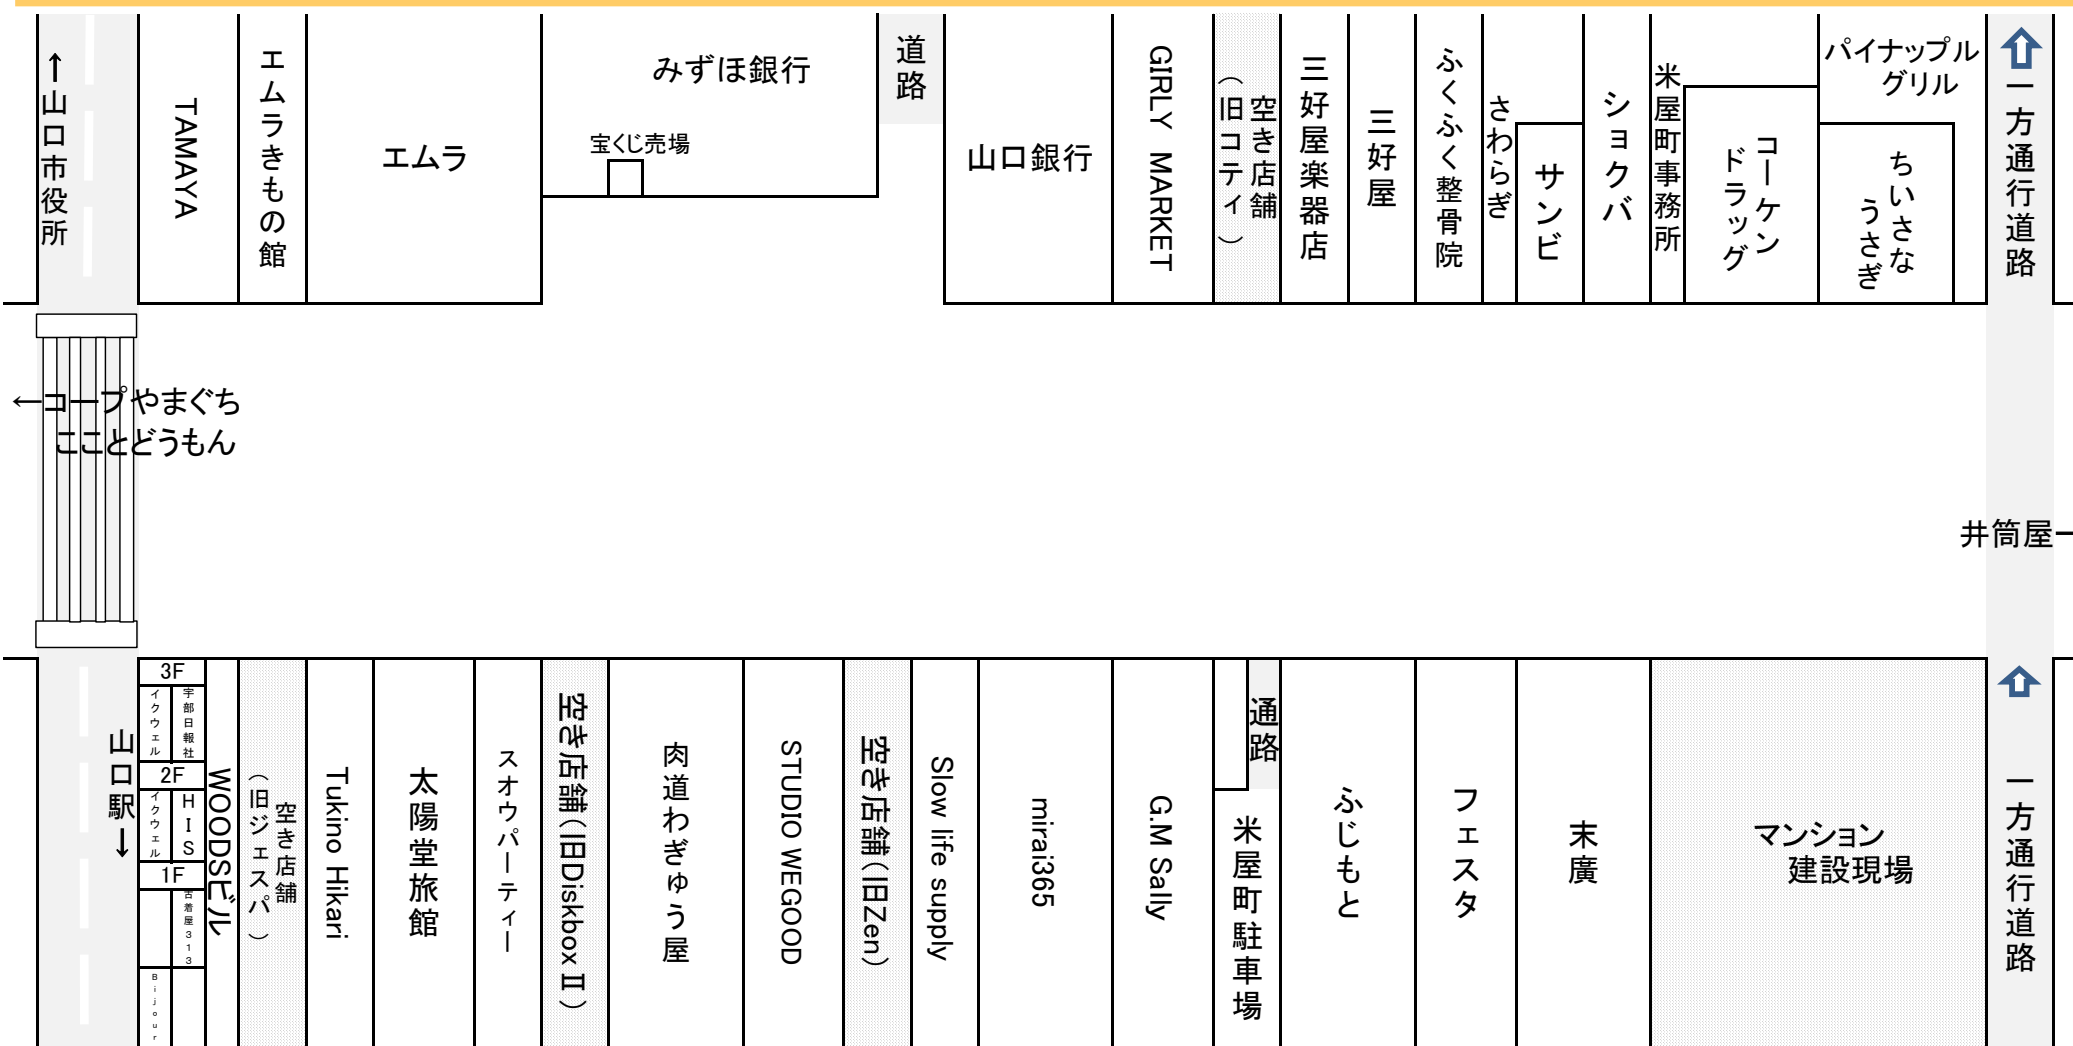 ↑山口市役所
TAMAYA
エムラきもの館
エムラ
みずほ銀行
宝くじ売場
道路
山口銀行
GIRLY MARKET
空き店舗
(旧コティ)
三好屋楽器店
三好屋
ふくふく整骨院
さわらぎ
サンビ
ショクバ
米屋町事務所
コーケン
ドラッグ
パイナップル
グリル
ちいさな
うさぎ
一方通行道路
←コープやまぐち
こことどうもん
井筒屋
山口駅↓
3F
イクウェル
宇部日報社
2F
イクウェル
HIS
1F
古着屋313
Bijour
WOODSビル
空き店舗
(旧ジェスパ)
Tukino Hikari
太陽堂旅館
スオウパーティー
空き店舗(旧DiskboxⅡ)
肉道わぎゅう屋
STUDIO WEGOOD
空き店舗(旧Zen)
Slow life supply
mirai365
G.M Sally
通路
米屋町駐車場
ふじもと
フェスタ
末廣
マンション
建設現場
一方通行道路